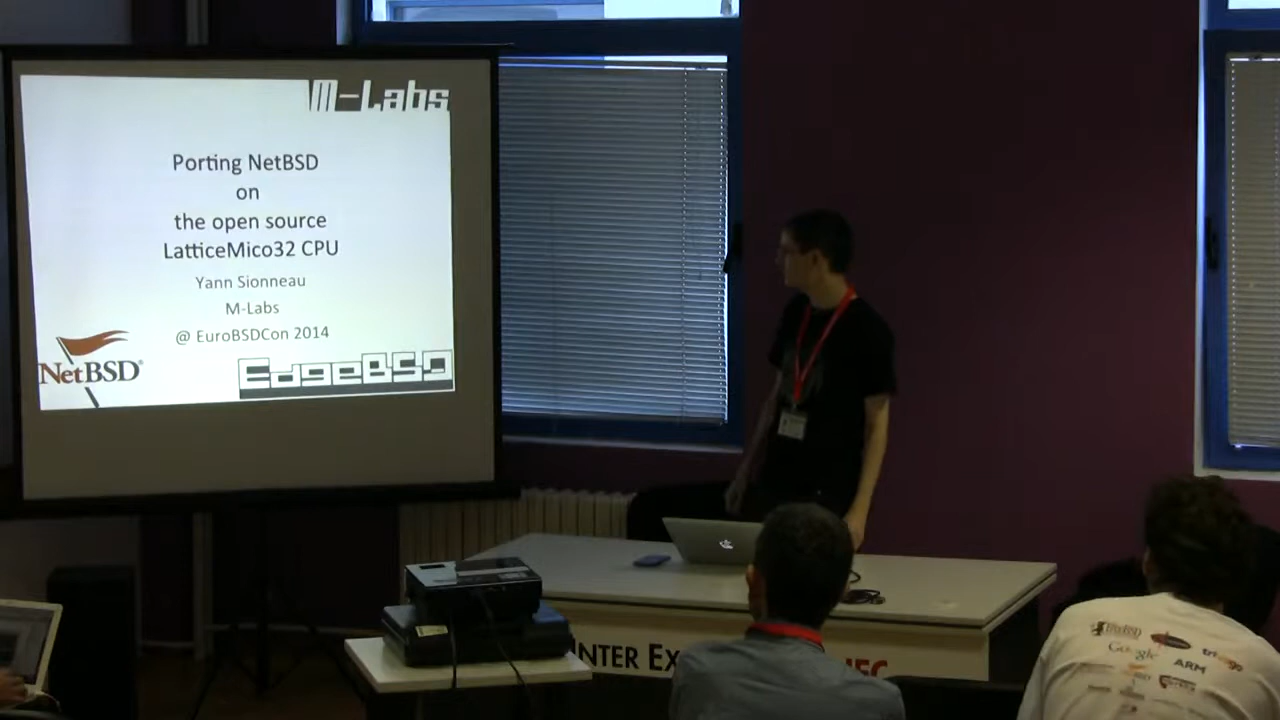 M-Labs
Porting NetBSD
on
the open source
LatticeMico32 CPU
Yann Sionneau
M-Labs
@ EuroBSDCon 2014
NetBSD®
EdgeBSD
INTER EX
Google
ARM